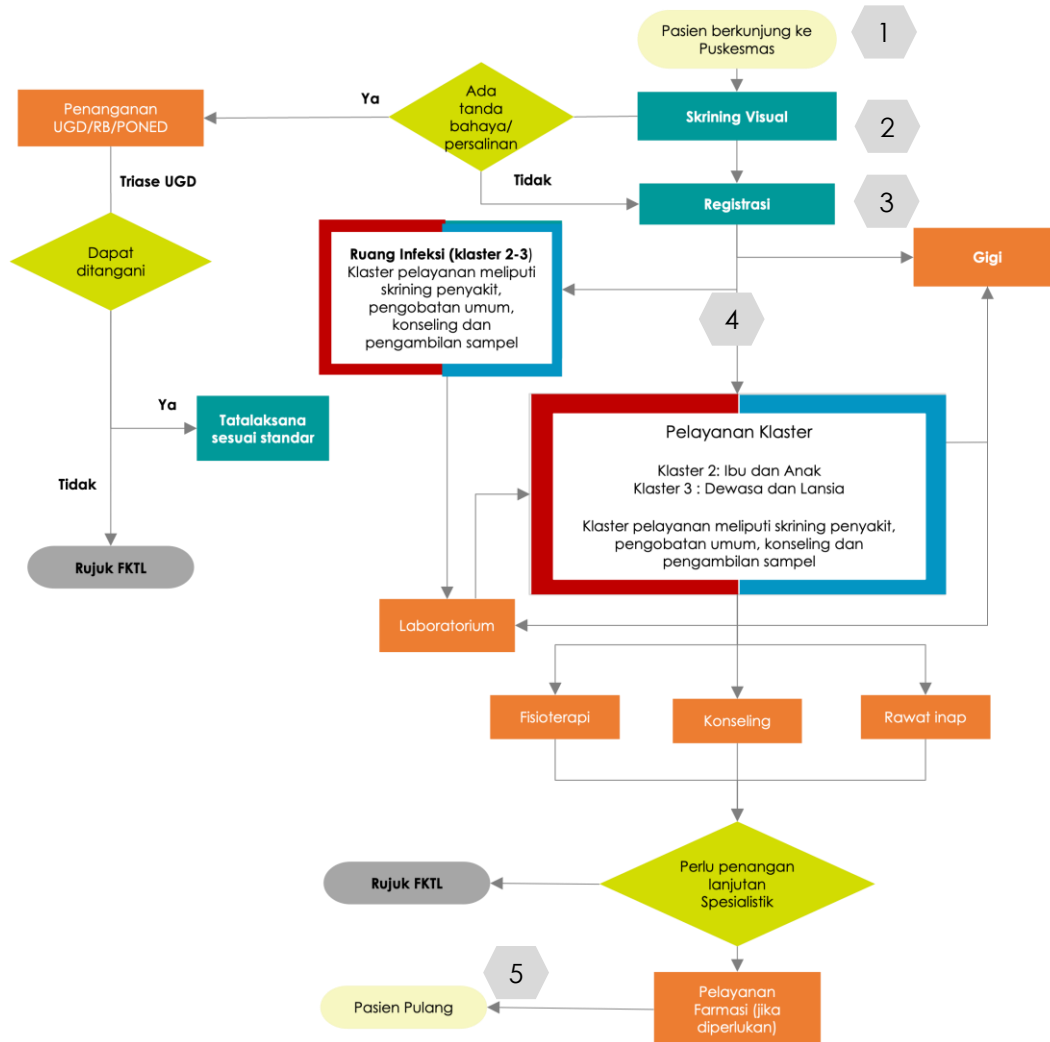 Pasien berkunjung ke
Puskesmas
1
Penanganan
UGD/RB/PONED
Ya
Ada
tanda
bahaya/
persalinan
Skrining Visual
2
Triase UGD
Tidak
Registrasi
3
Dapat
ditangani
Ruang Infeksi (klaster 2-3)
Klaster pelayanan meliputi
skrining penyakit,
pengobatan umum,
konseling dan
pengambilan sampel
Gigi
4
Ya
Tatalaksana
sesuai standar
Pelayanan Klaster
Klaster 2: Ibu dan Anak
Klaster 3 : Dewasa dan Lansia
Klaster pelayanan meliputi skrining penyakit,
pengobatan umum, konseling dan
pengambilan sampel
Tidak
Rujuk FKTL
Laboratorium
Fisioterapi
Konseling
Rawat inap
Perlu penangan
lanjutan
Spesialistik
Rujuk FKTL
5
Pasien Pulang
Pelayanan
Farmasi (jika
diperlukan)